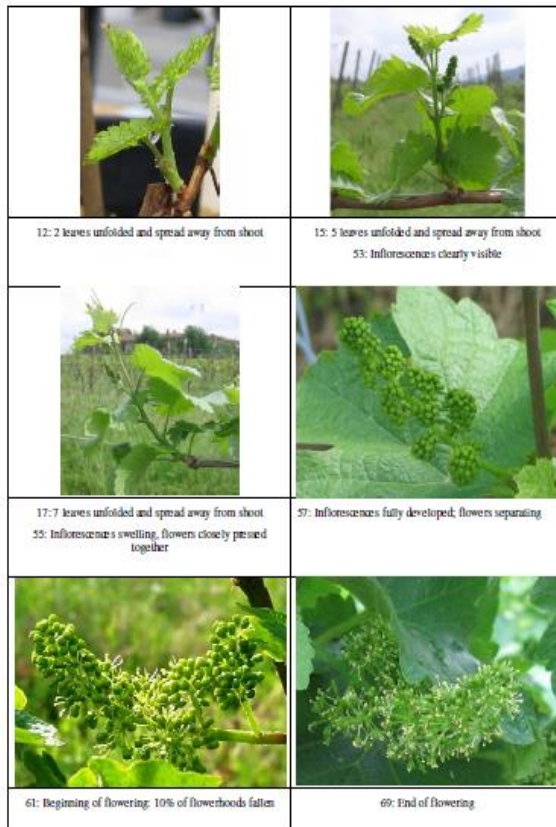 12: 2 leaves unfolded and spread away from shoot
15: 5 leaves unfolded and spread away from shoot
53: Inflorescences clearly visible
17: 7 leaves unfolded and spread away from shoot
55: Inflorescences swelling, flowers closely pressed
together
57: Inflorescences fully developed; flowers separating
61: Beginning of flowering: 10% of flowerhoods fallen
69: End of flowering